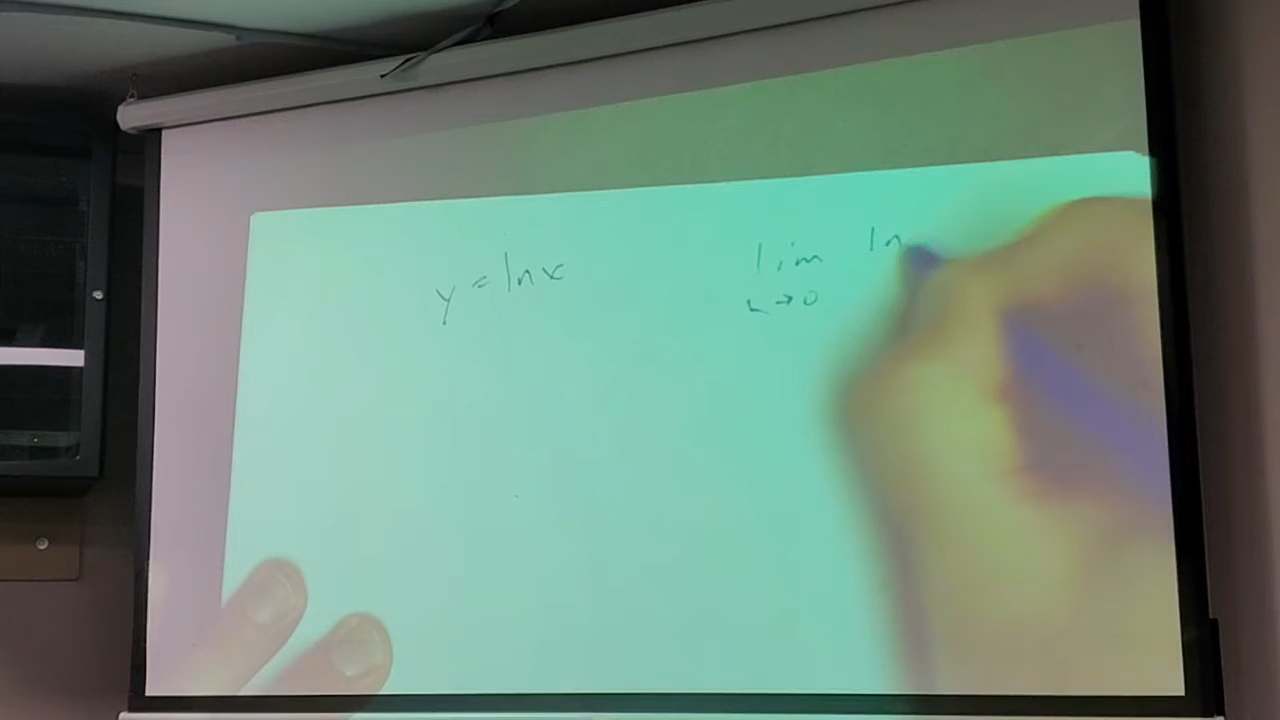 y = ln x
lim ln
h → 0